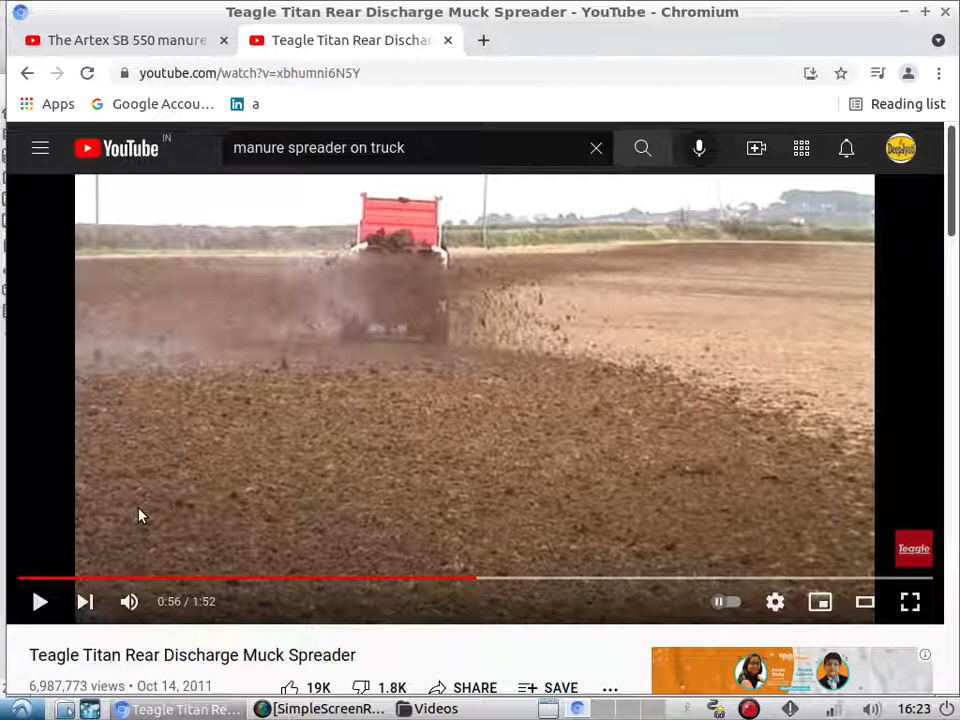 Teagle Titan Rear Discharge Muck Spreader - YouTube - Chromium
The Artex SB 550 manure
Teagle Titan Rear Dischar
youtube.com/watch?v=xbhumni6N5Y
Apps
Google Accou...
a
Reading list
YouTube IN
manure spreader on truck
Teagle
0:56 / 1:52
Teagle Titan Rear Discharge Muck Spreader
6,987,773 views • Oct 14, 2011
19K
1.8K
SHARE
SAVE
Teagle Titan Re...
[SimpleScreenR...
Videos
16:23